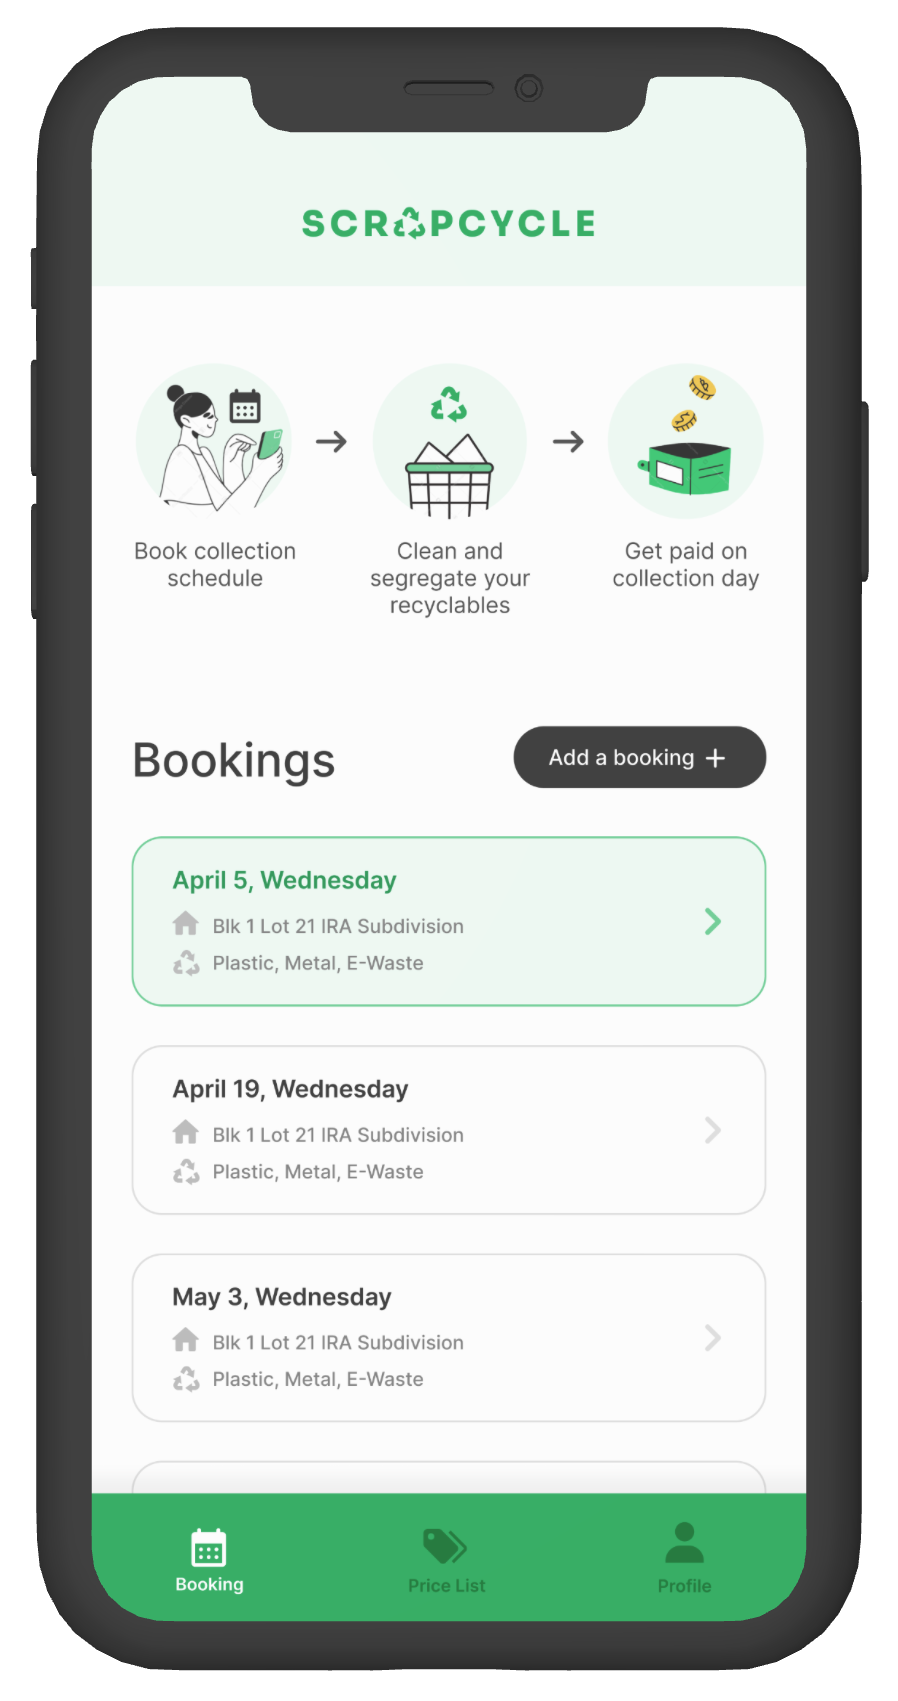 SCRAPCYCLE
Book collection
schedule
Clean and
segregate your
recyclables
Get paid on
collection day
Bookings
Add a booking +
April 5, Wednesday
Blk 1 Lot 21 IRA Subdivision
Plastic, Metal, E-Waste
April 19, Wednesday
Blk 1 Lot 21 IRA Subdivision
Plastic, Metal, E-Waste
May 3, Wednesday
Blk 1 Lot 21 IRA Subdivision
Plastic, Metal, E-Waste
Booking
Price List
Profile